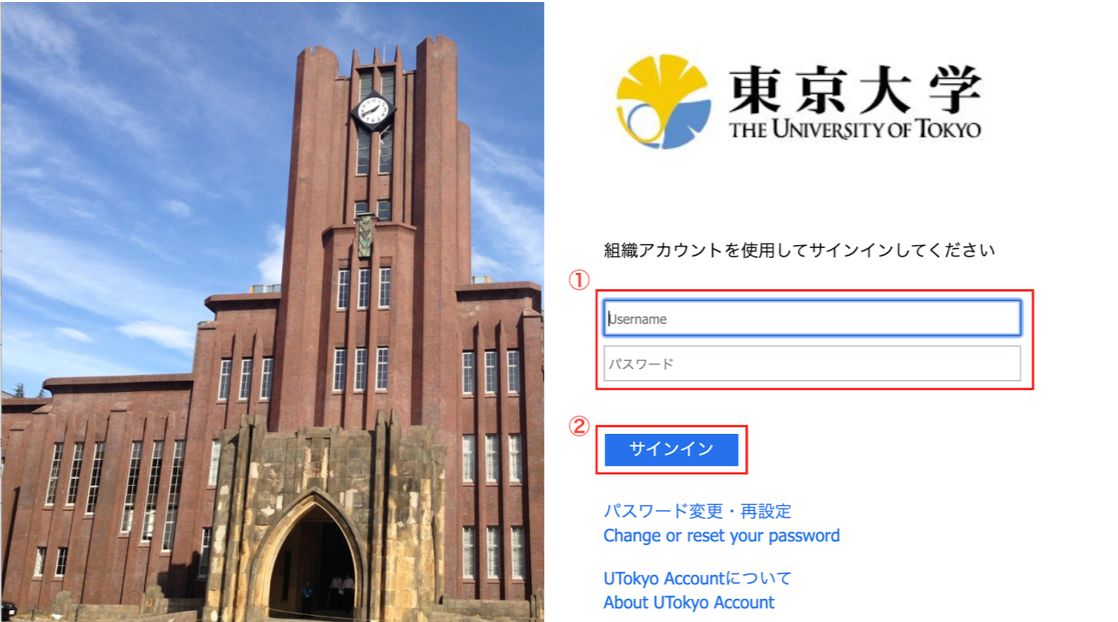 東京大学
THE UNIVERSITY OF TOKYO
組織アカウントを使用してサインインしてください
①
Username
パスワード
②
サインイン
パスワード変更・再設定
Change or reset your password
UTokyo Accountについて
About UTokyo Account